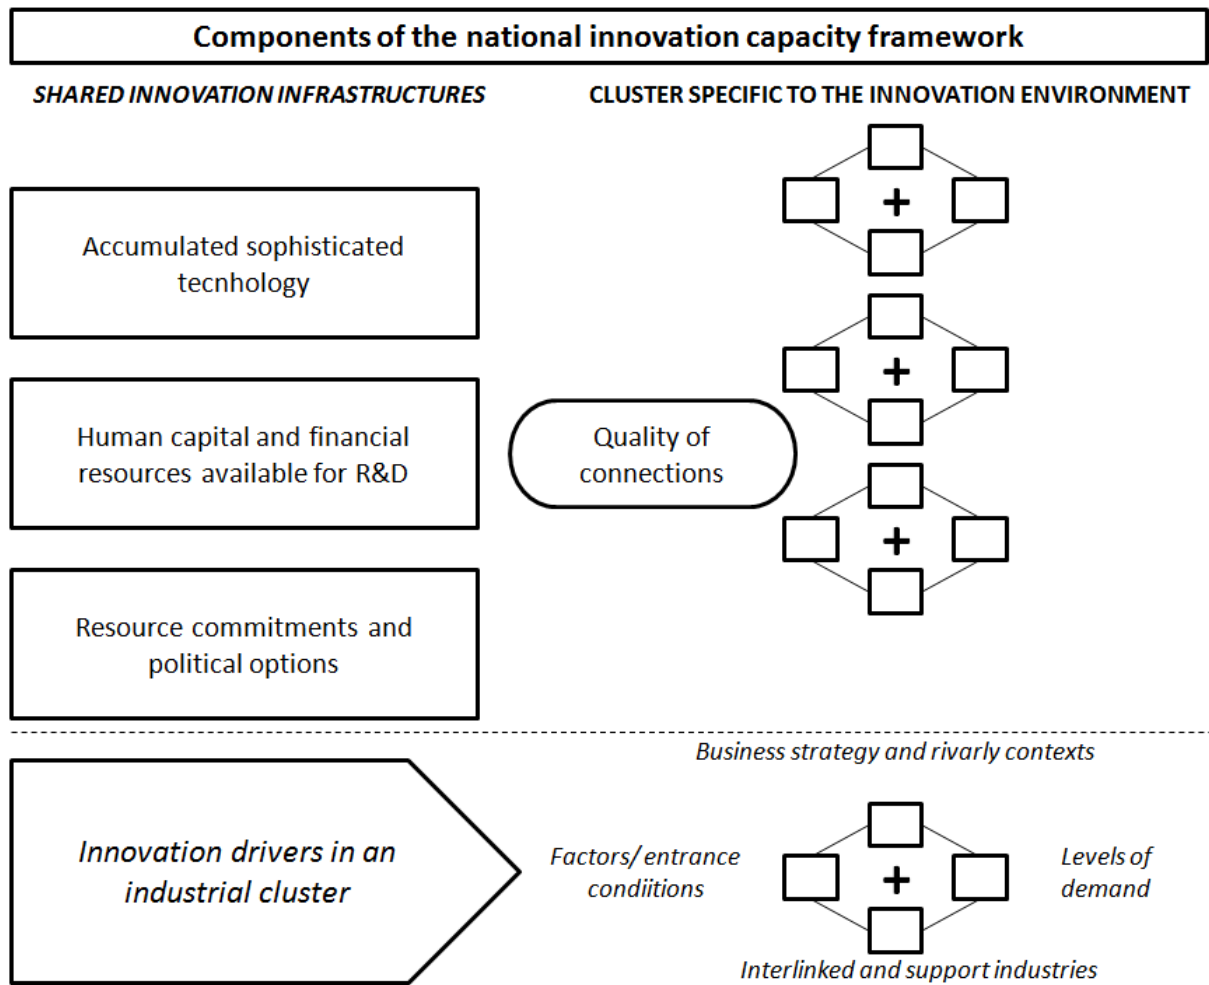 Components of the national innovation capacity framework
SHARED INNOVATION INFRASTRUCTURES
CLUSTER SPECIFIC TO THE INNOVATION ENVIRONMENT
Accumulated sophisticated
tecnhology
Human capital and financial
resources available for R&D
Quality of
connections
Resource commitments and
political options
+
+
+
Business strategy and rivarly contexts
Innovation drivers in an
industrial cluster
Factors/ entrance
condiitions
+
Levels of
demand
Interlinked and support industries